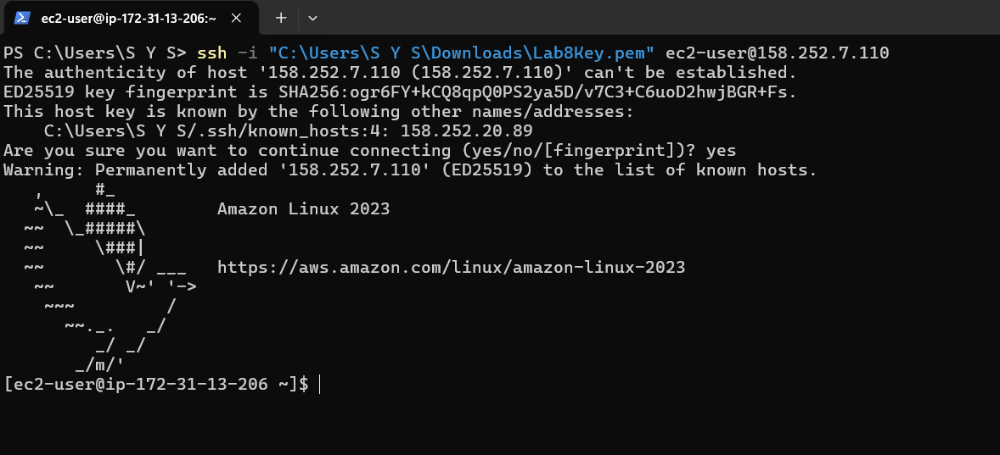 ec2-user@ip-172-31-13-206:~
PS C:\Users\S Y S> ssh -i "C:\Users\S Y S\Downloads\Lab8Key.pem" ec2-user@158.252.7.110
The authenticity of host '158.252.7.110 (158.252.7.110)' can't be established.
ED25519 key fingerprint is SHA256:ogr6FY+kCQ8qpQ0PS2ya5D/v7C3+C6uoD2hwjBGR+Fs.
This host key is known by the following other names/addresses:
    C:\Users\S Y S/.ssh/known_hosts:4: 158.252.20.89
Are you sure you want to continue connecting (yes/no/[fingerprint])? yes
Warning: Permanently added '158.252.7.110' (ED25519) to the list of known hosts.
   ,     #_
   ~\_  ####_        Amazon Linux 2023
  ~~  \_#####\
  ~~     \###|
  ~~       \#/ ___   https://aws.amazon.com/linux/amazon-linux-2023
   ~~       V~' '->
    ~~~         /
      ~~._.   _/
         _/ _/
       _/m/'
[ec2-user@ip-172-31-13-206 ~]$